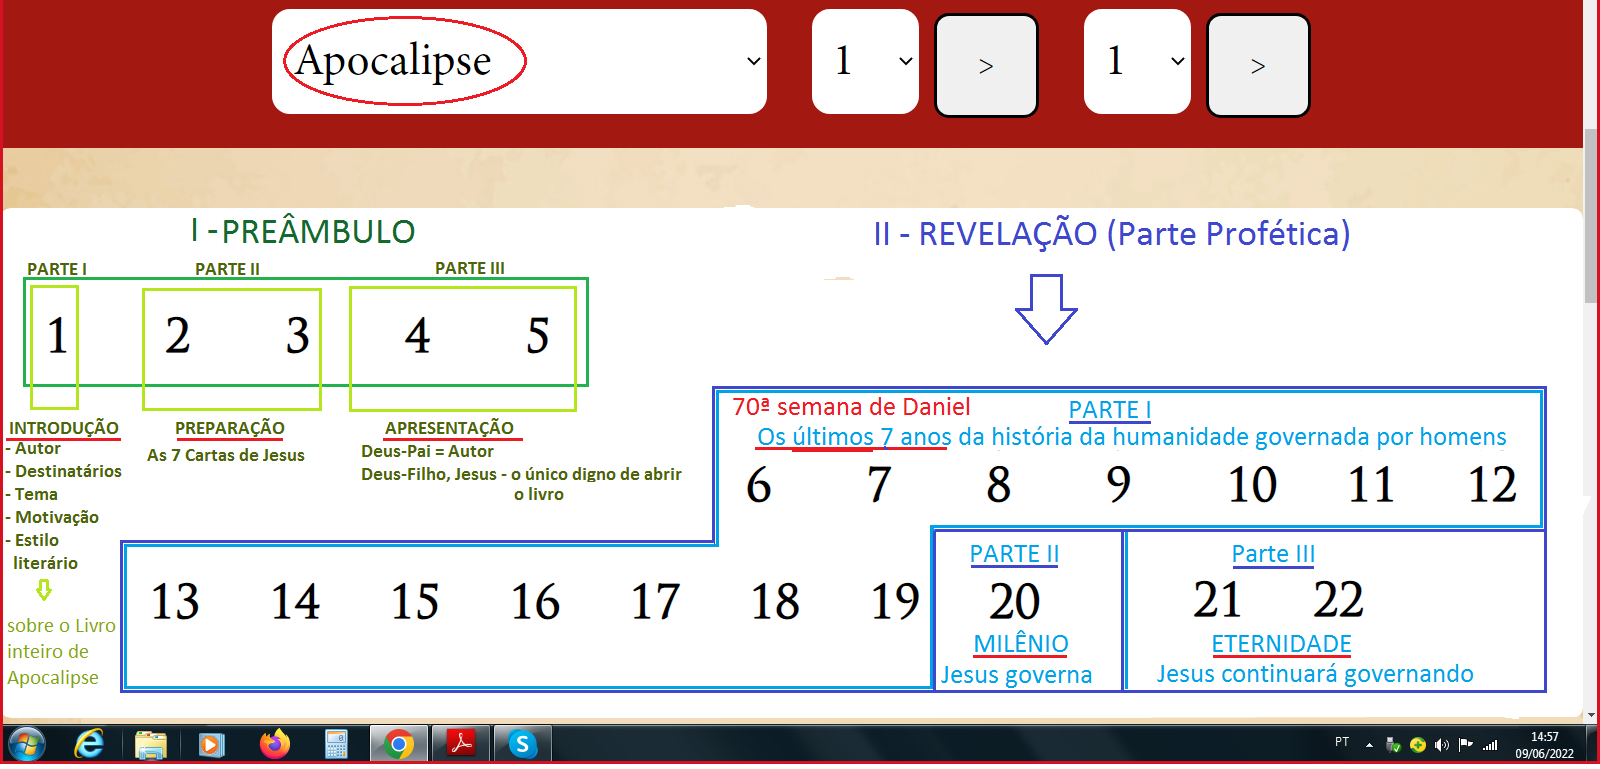 Apocalipse
1
>
1
>
I - PREÂMBULO
II - REVELAÇÃO (Parte Profética)
PARTE I
PARTE II
PARTE III
1
2
3
4
5
INTRODUÇÃO
- Autor
- Destinatários
- Tema
- Motivação
- Estilo
literário
sobre o Livro
inteiro de
Apocalipse
PREPARAÇÃO
As 7 Cartas de Jesus
APRESENTAÇÃO
Deus-Pai = Autor
Deus-Filho, Jesus - o único digno de abrir
o livro
70ª semana de Daniel
PARTE I
Os últimos 7 anos da história da humanidade governada por homens
6
7
8
9
10
11
12
13
14
15
16
17
18
19
PARTE II
20
MILÊNIO
Jesus governa
Parte III
21
22
ETERNIDADE
Jesus continuará governando
PT
14:57
09/06/2022